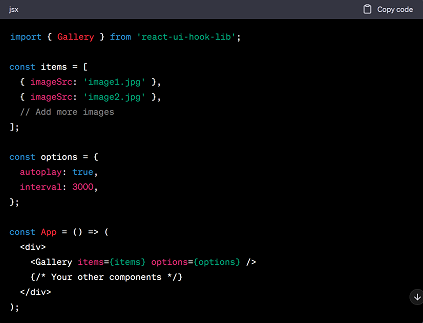 jsx
Copy code
import { Gallery } from 'react-ui-hook-lib';
const items = [
{ imageSrc: 'image1.jpg' },
{ imageSrc: 'image2.jpg' },
// Add more images
];
const options = {
autoplay: true,
interval: 3000,
};
const App = () => (
<div>
<Gallery items={items} options={options} />
{/* Your other components */}
</div>
);